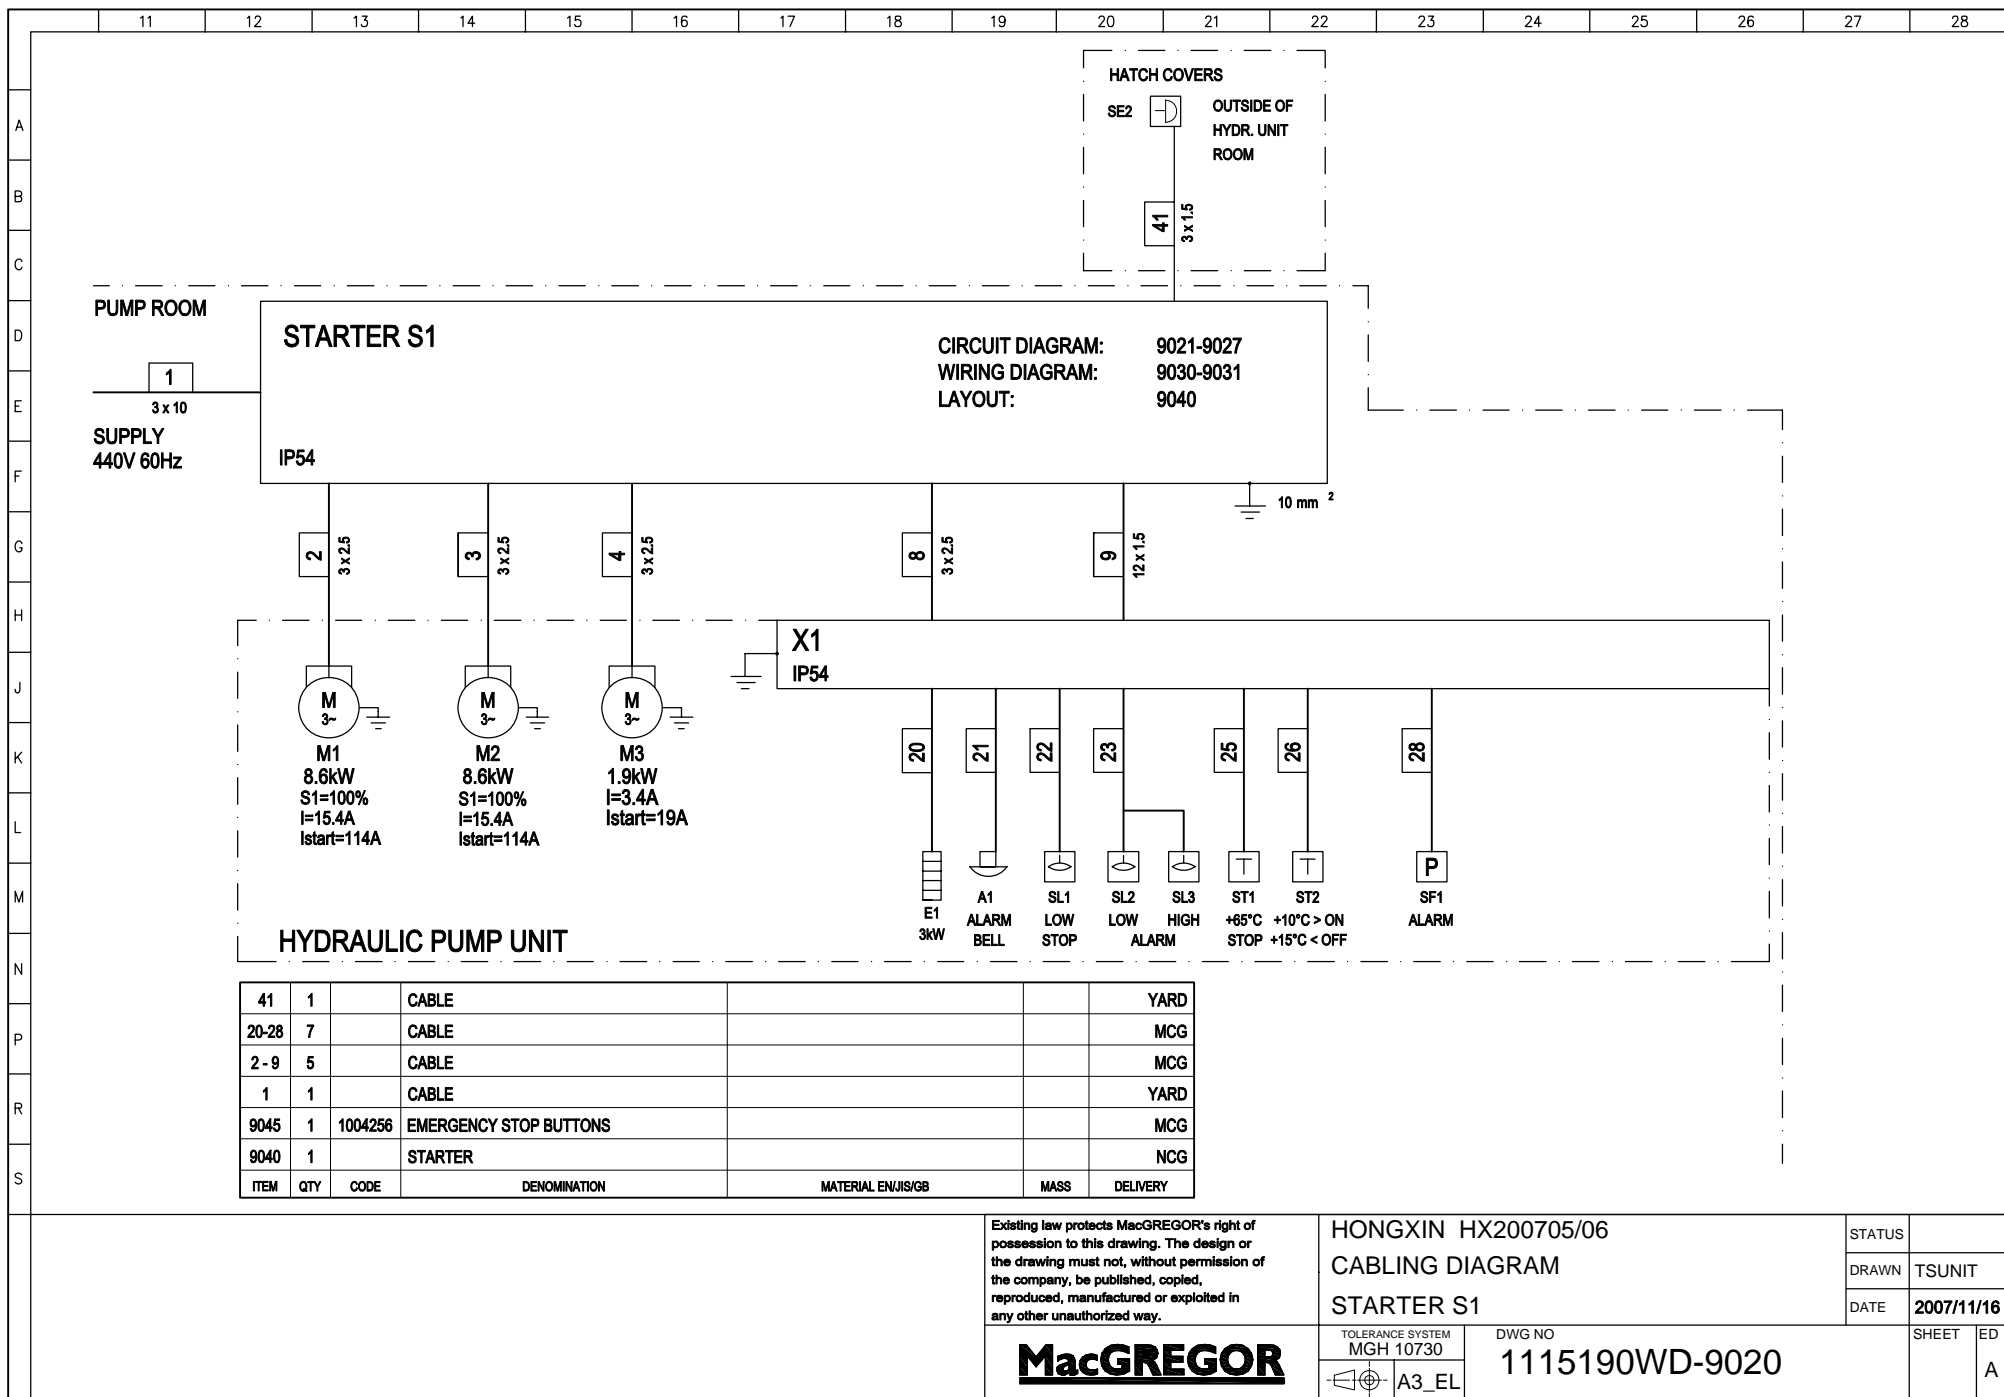 11 12 13 14 15 16 17 18 19 20 21 22 23 24 25 26 27 28
A
B
C
D
E
F
G
H
J
K
L
M
N
P
R
S
HATCH COVERS
SE2
OUTSIDE OF
HYDR. UNIT
ROOM
41
3 x 1.5
PUMP ROOM
STARTER S1
CIRCUIT DIAGRAM: 9021-9027
WIRING DIAGRAM: 9030-9031
LAYOUT: 9040
1
3 x 10
SUPPLY
440V 60Hz
IP54
10 mm 2
2
3 x 2.5
3
3 x 2.5
4
3 x 2.5
8
3 x 2.5
9
12 x 1.5
X1
IP54
M
3~
M1
8.6kW
S1=100%
I=15.4A
Istart=114A
M
3~
M2
8.6kW
S1=100%
I=15.4A
Istart=114A
M
3~
M3
1.9kW
I=3.4A
Istart=19A
20
21
22
23
25
26
28
E1
3kW
A1
ALARM
BELL
SL1
LOW
STOP
SL2
LOW
SL3
HIGH
ALARM
T
ST1
+65°C
STOP
T
ST2
+10°C > ON
+15°C < OFF
P
SF1
ALARM
HYDRAULIC PUMP UNIT
41 1 CABLE YARD
20-28 7 CABLE MCG
2 - 9 5 CABLE MCG
1 1 CABLE YARD
9045 1 1004256 EMERGENCY STOP BUTTONS MCG
9040 1 STARTER NCG
ITEM QTY CODE DENOMINATION MATERIAL EN/JIS/GB MASS DELIVERY
Existing law protects MacGREGOR's right of
possession to this drawing. The design or
the drawing must not, without permission of
the company, be published, copied,
reproduced, manufactured or exploited in
any other unauthorized way.
MacGREGOR
HONGXIN HX200705/06
CABLING DIAGRAM
STARTER S1
STATUS
DRAWN TSUNIT
DATE 2007/11/16
TOLERANCE SYSTEM
MGH 10730
A3_EL
DWG NO
1115190WD-9020
SHEET
ED
A